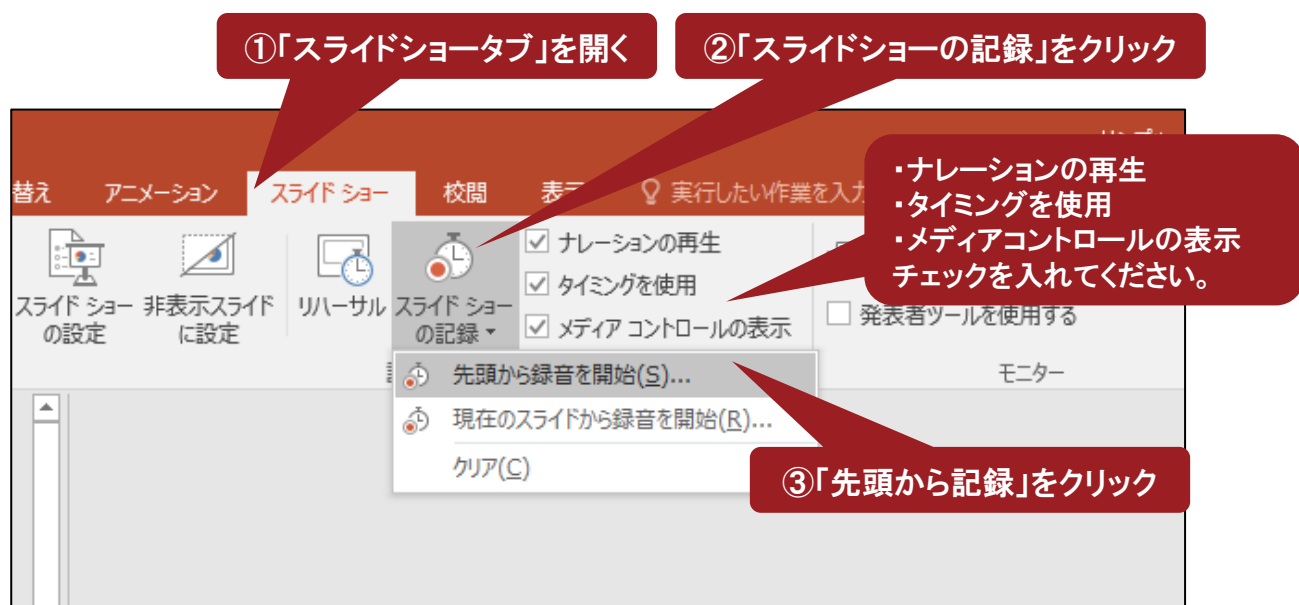 ①「スライドショータブ」を開く
②「スライドショーの記録」をクリック
替え アニメーション スライド ショー 校閲 実行したい作業を入力
・ナレーションの再生
・タイミングを使用
・メディアコントロールの表示
チェックを入れてください。
スライド ショー
の設定
非表示スライド
に設定
リハーサル
スライド ショー
の記録
ナレーションの再生
タイミングを使用
メディア コントロールの表示
発表者ツールを使用する
モニター
先頭から録音を開始(S)...
現在のスライドから録音を開始(R)...
クリア(C)
③「先頭から記録」をクリック